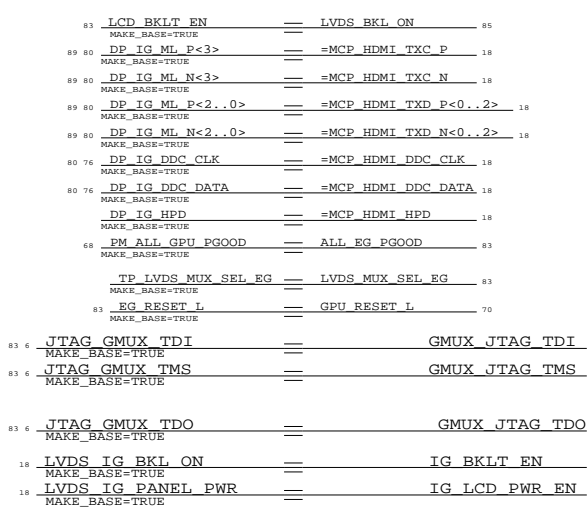 83 LCD_BKLT_EN LVDS_BKL_ON 85
MAKE_BASE=TRUE
89 80 DP_IG_ML_P<3> =MCP_HDMI_TXC_P 18
MAKE_BASE=TRUE
DP_IG_ML_N<3> =MCP_HDMI_TXC_N 18
89 80 MAKE_BASE=TRUE
89 80 DP_IG_ML_P<2..0> =MCP_HDMI_TXD_P<0..2> 18
MAKE_BASE=TRUE
89 80 DP_IG_ML_N<2..0> =MCP_HDMI_TXD_N<0..2> 18
MAKE_BASE=TRUE
80 76 DP_IG_DDC_CLK =MCP_HDMI_DDC_CLK 18
MAKE_BASE=TRUE
80 76 DP_IG_DDC_DATA =MCP_HDMI_DDC_DATA 18
MAKE_BASE=TRUE
DP_IG_HPD =MCP_HDMI_HPD 18
MAKE_BASE=TRUE
68 PM_ALL_GPU_PGOOD ALL_EG_PGOOD 83
MAKE_BASE=TRUE
TP_LVDS_MUX_SEL_EG LVDS_MUX_SEL_EG 83
MAKE_BASE=TRUE
83 EG_RESET_L GPU_RESET_L 70
MAKE_BASE=TRUE
83 6 JTAG_GMUX_TDI GMUX_JTAG_TDI
MAKE_BASE=TRUE
83 6 JTAG_GMUX_TMS GMUX_JTAG_TMS
MAKE_BASE=TRUE
83 6 JTAG_GMUX_TDO GMUX_JTAG_TDO
MAKE_BASE=TRUE
18 LVDS_IG_BKL_ON IG_BKLT_EN
MAKE_BASE=TRUE
18 LVDS_IG_PANEL_PWR IG_LCD_PWR_EN
MAKE_BASE=TRUE